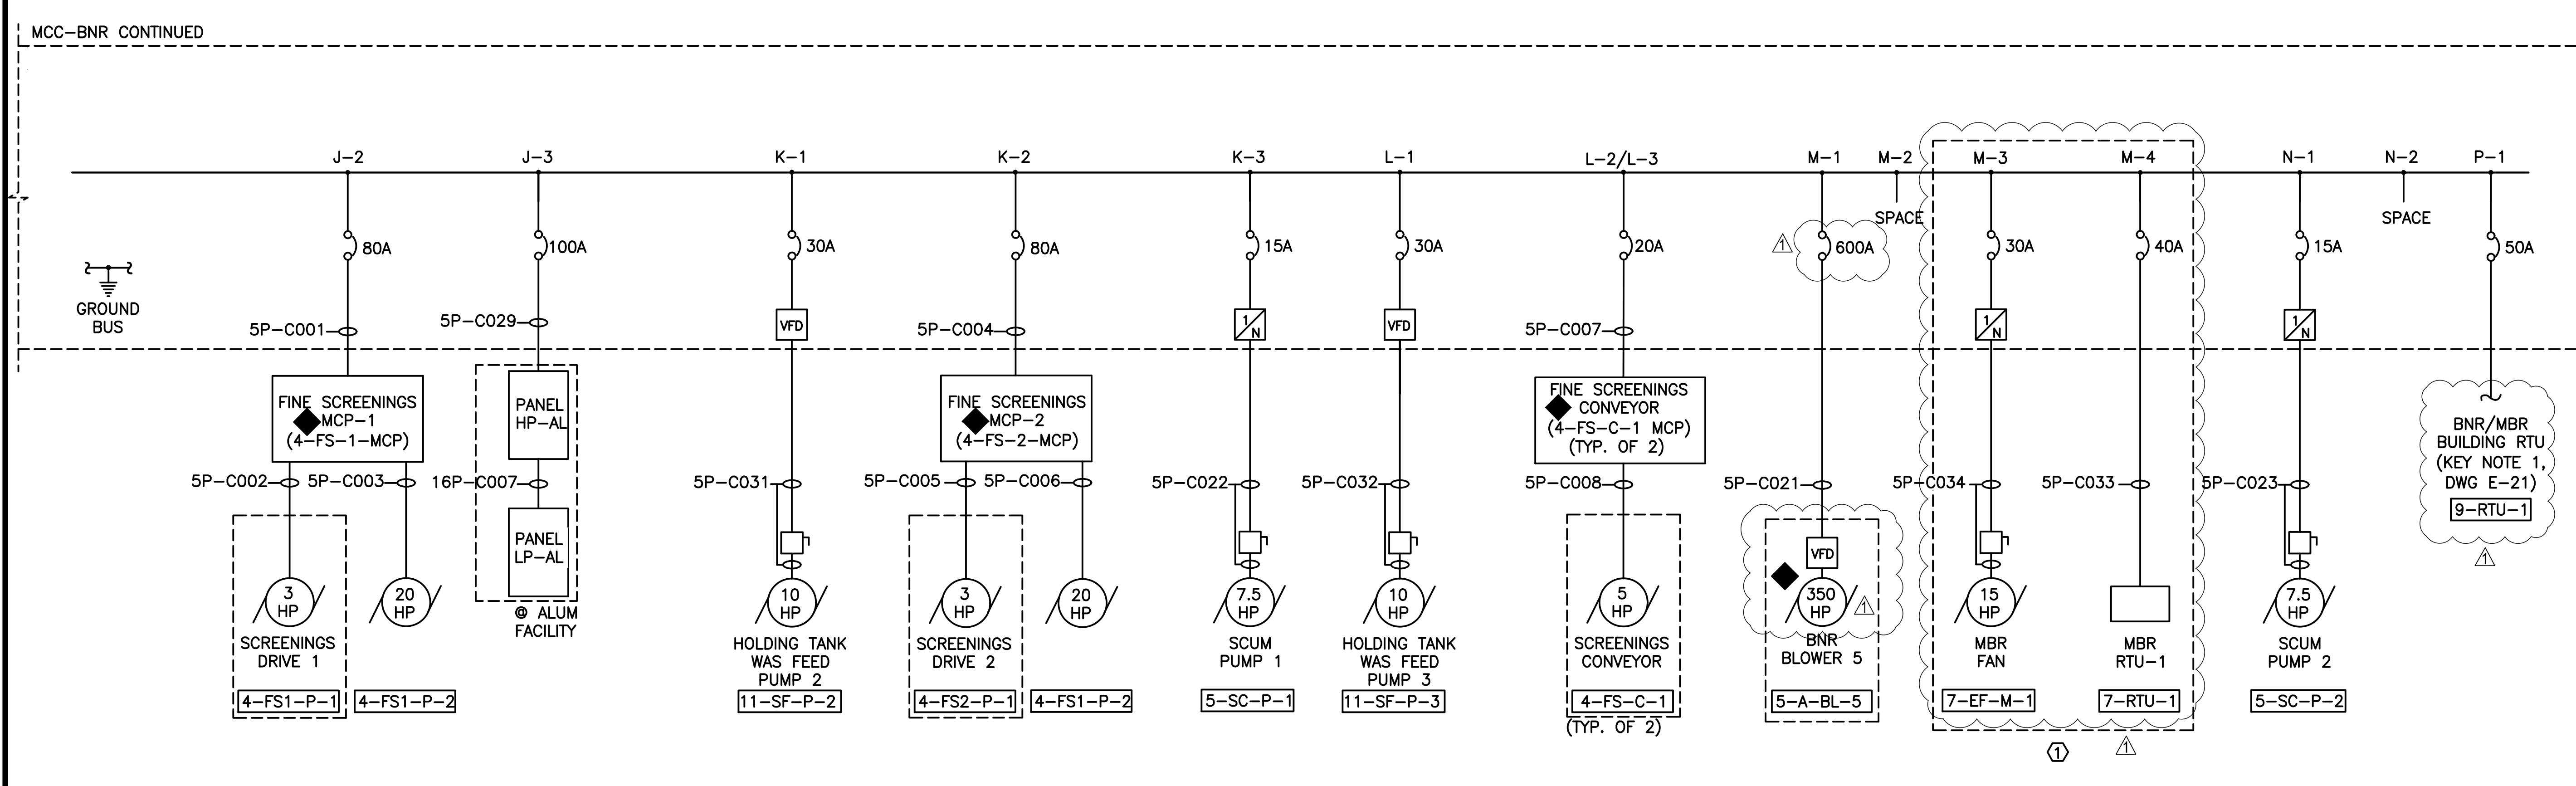 MCC-BNR CONTINUED
J-2
J-3
K-1
K-2
K-3
L-1
L-2/L-3
M-1
M-2
M-3
M-4
N-1
N-2
P-1
SPACE
SPACE
80A
100A
30A
80A
15A
30A
20A
1
600A
30A
40A
15A
50A
GROUND
BUS
5P-C001
5P-C029
VFD
5P-C004
1/N
VFD
5P-C007
1/N
1/N
FINE SCREENINGS
MCP-1
(4-FS-1-MCP)
PANEL
HP-AL
FINE SCREENINGS
MCP-2
(4-FS-2-MCP)
FINE SCREENINGS
CONVEYOR
(4-FS-C-1 MCP)
(TYP. OF 2)
BNR/MBR
BUILDING RTU
(KEY NOTE 1,
DWG E-21)
9-RTU-1
1
5P-C002
5P-C003
16P-C007
5P-C031
5P-C005
5P-C006
5P-C022
5P-C032
5P-C008
5P-C021
5P-C034
5P-C033
5P-C023
PANEL
LP-AL
@ ALUM
FACILITY
VFD
3
HP
20
HP
10
HP
3
HP
20
HP
7.5
HP
10
HP
5
HP
350
HP
1
15
HP
7.5
HP
SCREENINGS
DRIVE 1
HOLDING TANK
WAS FEED
PUMP 2
SCREENINGS
DRIVE 2
SCUM
PUMP 1
HOLDING TANK
WAS FEED
PUMP 3
SCREENINGS
CONVEYOR
BNR
BLOWER 5
MBR
FAN
MBR
RTU-1
SCUM
PUMP 2
4-FS1-P-1
4-FS1-P-2
11-SF-P-2
4-FS2-P-1
4-FS1-P-2
5-SC-P-1
11-SF-P-3
4-FS-C-1
(TYP. OF 2)
5-A-BL-5
7-EF-M-1
7-RTU-1
5-SC-P-2
1
1